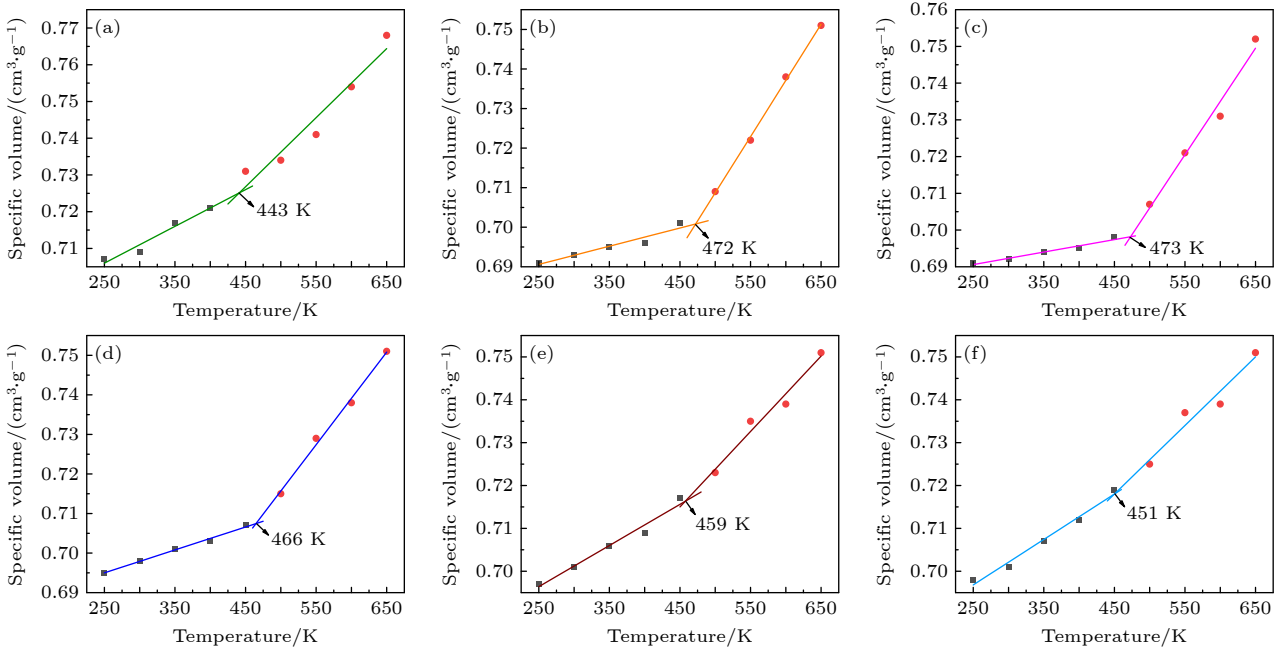 (a)
0.77
0.76
0.75
0.74
0.73
0.72
0.71
Specific volume/(cm³·g⁻¹)
443 K
250 350 450 550 650
Temperature/K
(b)
0.75
0.74
0.73
0.72
0.71
0.70
0.69
Specific volume/(cm³·g⁻¹)
472 K
250 350 450 550 650
Temperature/K
(c)
0.76
0.75
0.74
0.73
0.72
0.71
0.70
0.69
Specific volume/(cm³·g⁻¹)
473 K
250 350 450 550 650
Temperature/K
(d)
0.75
0.74
0.73
0.72
0.71
0.70
0.69
Specific volume/(cm³·g⁻¹)
466 K
250 350 450 550 650
Temperature/K
(e)
0.75
0.74
0.73
0.72
0.71
0.70
Specific volume/(cm³·g⁻¹)
459 K
250 350 450 550 650
Temperature/K
(f)
0.75
0.74
0.73
0.72
0.71
0.70
Specific volume/(cm³·g⁻¹)
451 K
250 350 450 550 650
Temperature/K